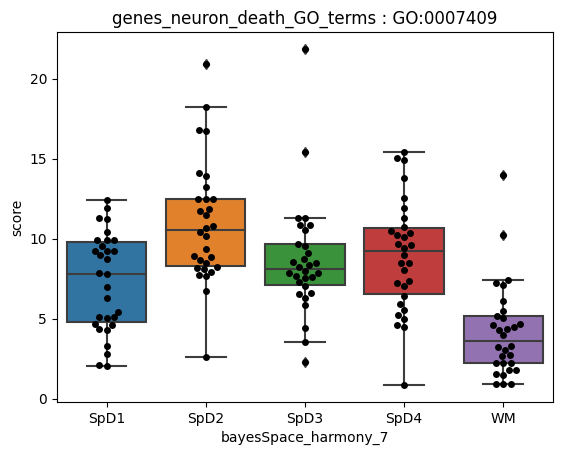 genes_neuron_death_GO_terms : GO:0007409
20
15
10
5
0
score
SpD1 SpD2 SpD3 SpD4 WM
bayesSpace_harmony_7